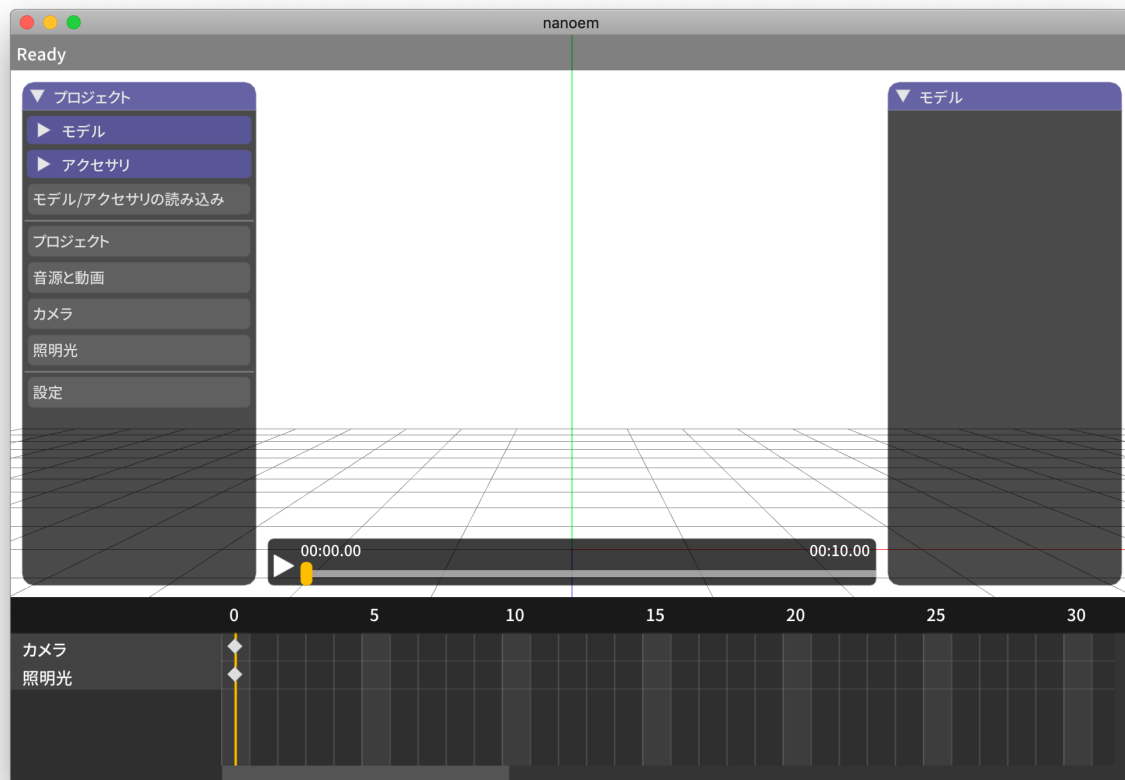 nanoem
Ready
プロジェクト
モデル
アクセサリ
モデル/アクセサリの読み込み
プロジェクト
音源と動画
カメラ
照明光
設定
モデル
00:00.00 00:10.00
0 5 10 15 20 25 30
カメラ
照明光